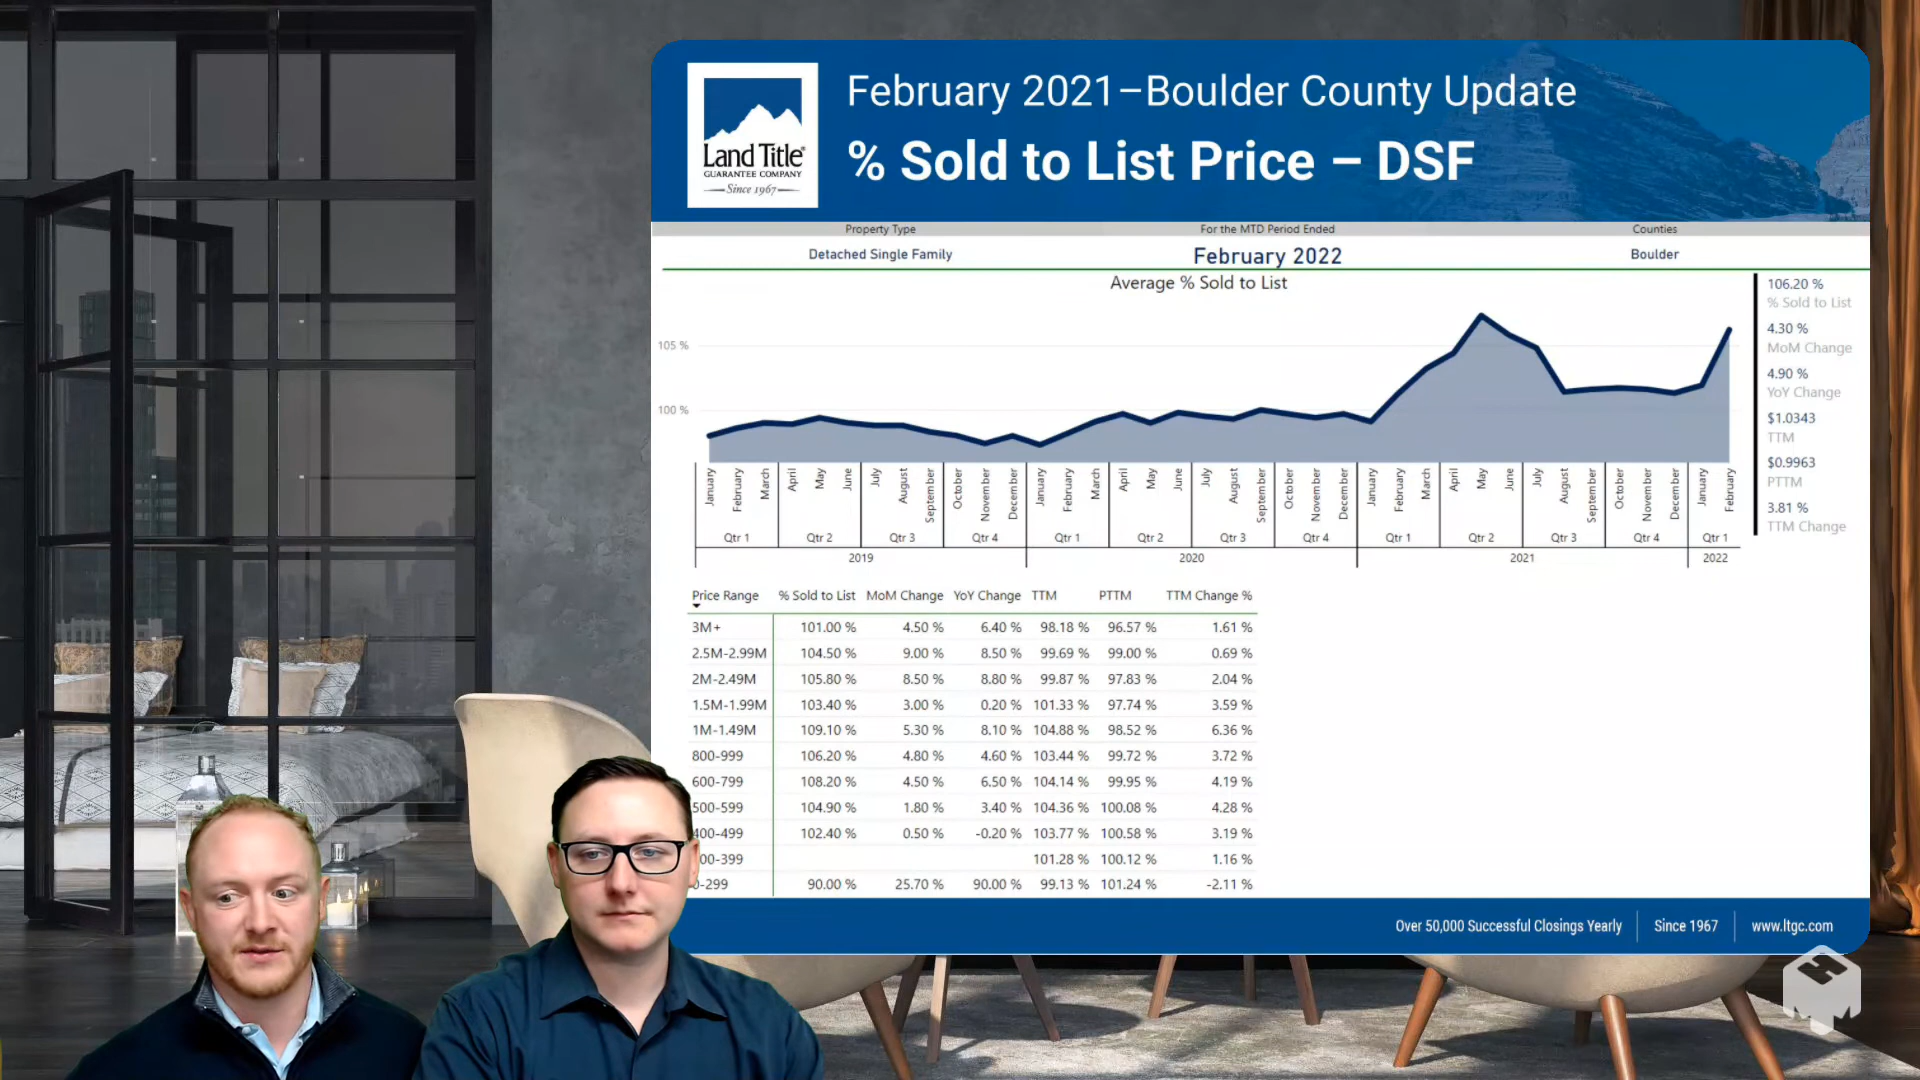 February 2021–Boulder County Update
% Sold to List Price – DSF
Land Title®
GUARANTEE COMPANY
Since 1967
Property Type For the MTD Period Ended Counties
Detached Single Family February 2022 Boulder
Average % Sold to List
105 %
100 %
January February March April May June July August September October November December January February March April May June July August September October November December January February March April May June July August September October November December January February
Qtr 1 Qtr 2 Qtr 3 Qtr 4 Qtr 1 Qtr 2 Qtr 3 Qtr 4 Qtr 1 Qtr 2 Qtr 3 Qtr 4 Qtr 1
2019 2020 2021 2022
106.20 %
% Sold to List
4.30 %
MoM Change
4.90 %
YoY Change
$1.0343
TTM
$0.9963
PTTM
3.81 %
TTM Change
Price Range % Sold to List MoM Change YoY Change TTM PTTM TTM Change %
3M+ 101.00 % 4.50 % 6.40 % 98.18 % 96.57 % 1.61 %
2.5M-2.99M 104.50 % 9.00 % 8.50 % 99.69 % 99.00 % 0.69 %
2M-2.49M 105.80 % 8.50 % 8.80 % 99.87 % 97.83 % 2.04 %
1.5M-1.99M 103.40 % 3.00 % 0.20 % 101.33 % 97.74 % 3.59 %
1M-1.49M 109.10 % 5.30 % 8.10 % 104.88 % 98.52 % 6.36 %
800-999 106.20 % 4.80 % 4.60 % 103.44 % 99.72 % 3.72 %
600-799 108.20 % 4.50 % 6.50 % 104.14 % 99.95 % 4.19 %
500-599 104.90 % 1.80 % 3.40 % 104.36 % 100.08 % 4.28 %
400-499 102.40 % 0.50 % -0.20 % 103.77 % 100.58 % 3.19 %
00-399 101.28 % 100.12 % 1.16 %
0-299 90.00 % 25.70 % 90.00 % 99.13 % 101.24 % -2.11 %
Over 50,000 Successful Closings Yearly Since 1967 www.ltgc.com